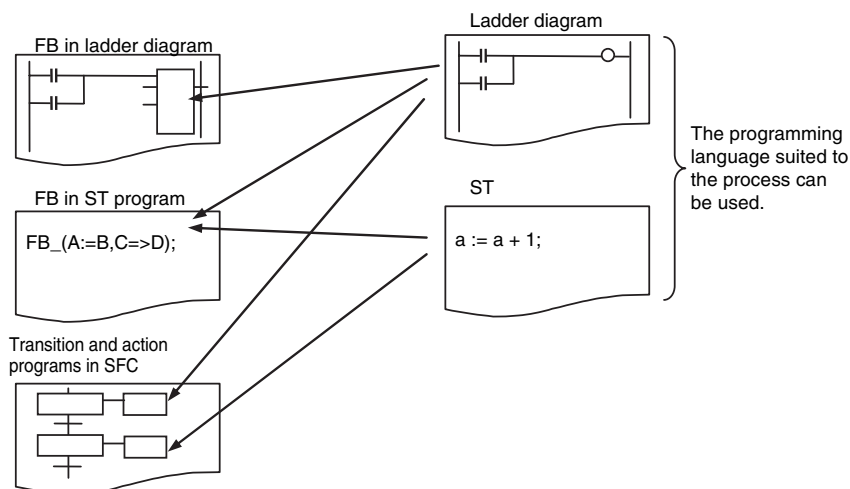 FB in ladder diagram
Ladder diagram
The programming
language suited to
the process can
be used.
FB in ST program
FB_(A:=B,C=>D);
ST
a := a + 1;
Transition and action
programs in SFC